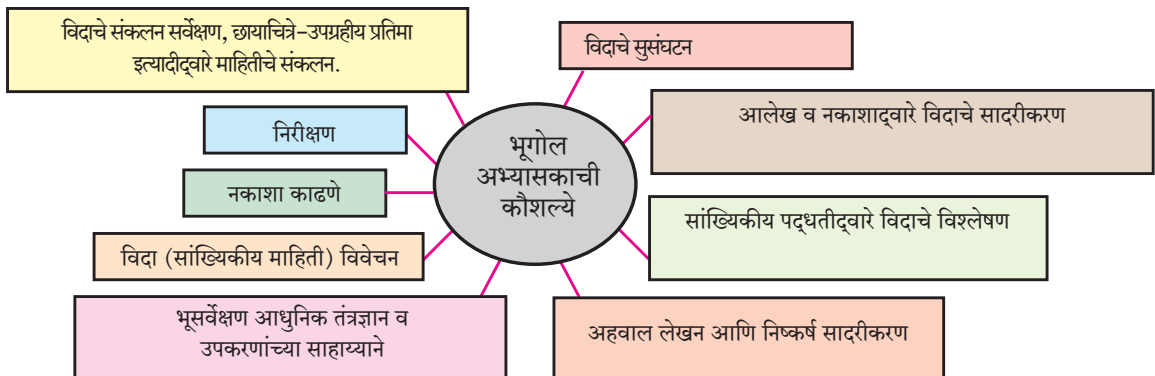 विदाचे संकलन सर्वेक्षण, छायाचित्रे-उपग्रहीय प्रतिमा
इत्यादीद्‌वारे माहितीचे संकलन.
निरीक्षण
नकाशा काढणे
विदा (सांख्यिकीय माहिती) विवेचन
भूसर्वेक्षण आधुनिक तंत्रज्ञान व
उपकरणांच्या साहाय्याने
भूगोल
अभ्यासकाची
कौशल्ये
विदाचे सुसंघटन
आलेख व नकाशाद्‌वारे विदाचे सादरीकरण
सांख्यिकीय पद्‌धतीद्‌वारे विदाचे विश्लेषण
अहवाल लेखन आणि निष्कर्ष सादरीकरण